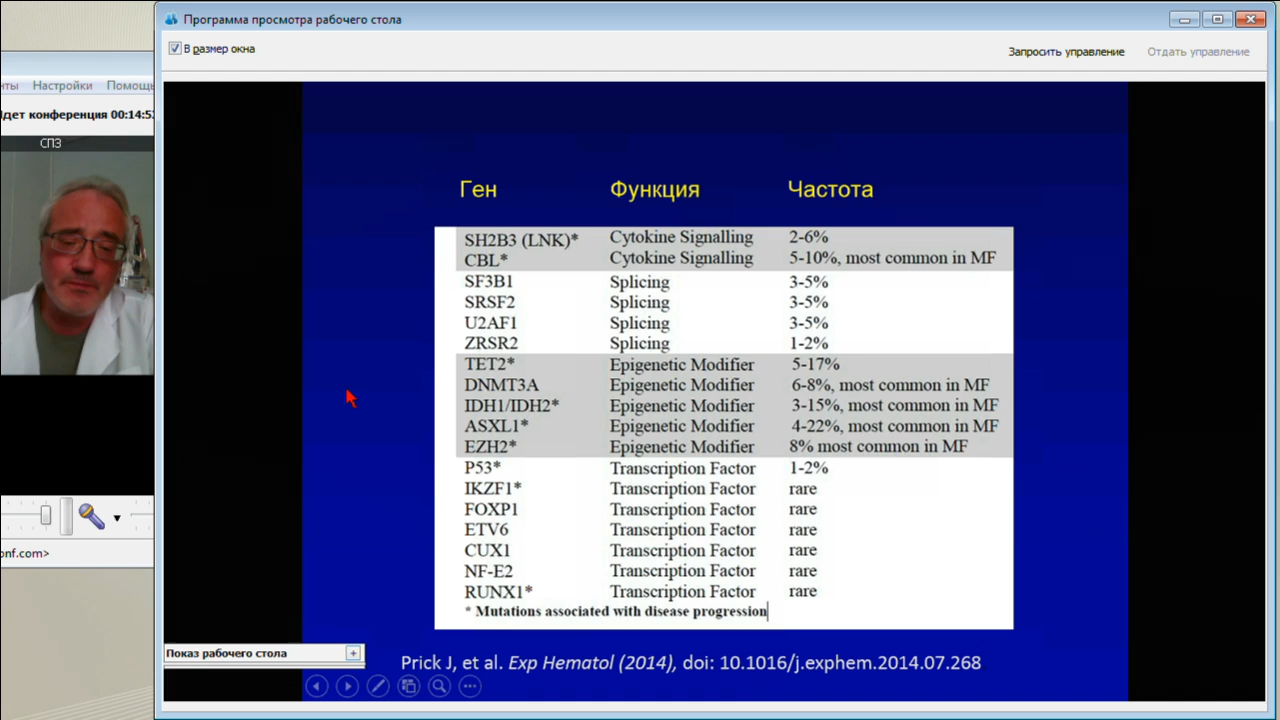 Программа просмотра рабочего стола
В размер окна
Запросить управление Отдать управление
нты Настройки Помощь
дет конференция 00:14:5
СПЗ
Ген Функция Частота
SH2B3 (LNK)* Cytokine Signalling 2-6%
CBL* Cytokine Signalling 5-10%, most common in MF
SF3B1 Splicing 3-5%
SRSF2 Splicing 3-5%
U2AF1 Splicing 3-5%
ZRSR2 Splicing 1-2%
TET2* Epigenetic Modifier 5-17%
DNMT3A Epigenetic Modifier 6-8%, most common in MF
IDH1/IDH2* Epigenetic Modifier 3-15%, most common in MF
ASXL1* Epigenetic Modifier 4-22%, most common in MF
EZH2* Epigenetic Modifier 8% most common in MF
P53* Transcription Factor 1-2%
IKZF1* Transcription Factor rare
FOXP1 Transcription Factor rare
ETV6 Transcription Factor rare
CUX1 Transcription Factor rare
NF-E2 Transcription Factor rare
RUNX1* Transcription Factor rare
* Mutations associated with disease progression
onf.com>
Показ рабочего стола
Prick J, et al. Exp Hematol (2014), doi: 10.1016/j.exphem.2014.07.268